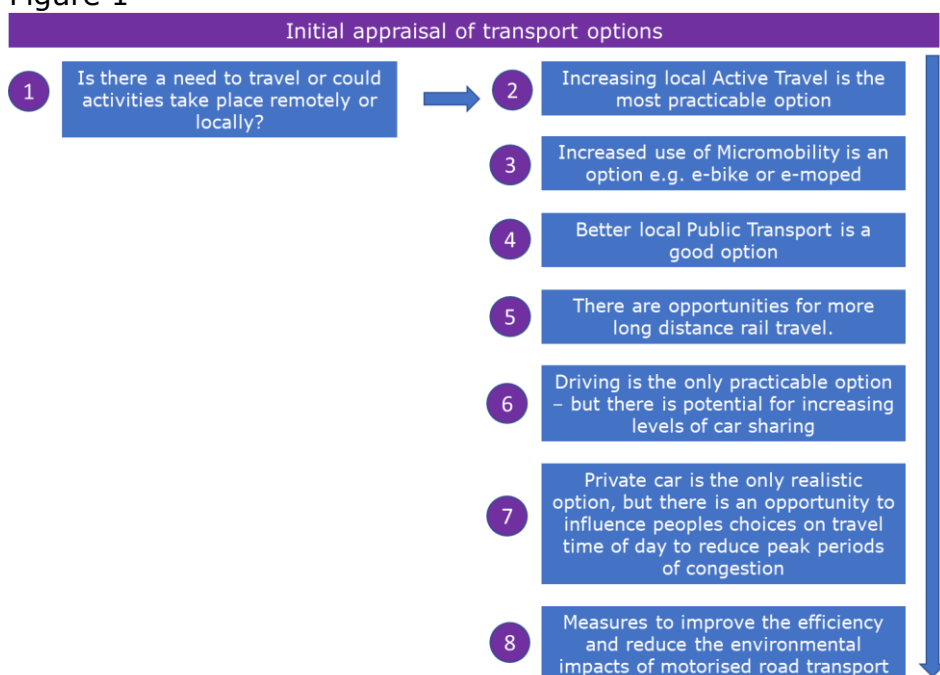 Figure 1
Initial appraisal of transport options
1
Is there a need to travel or could
activities take place remotely or
locally?
2
Increasing local Active Travel is the
most practicable option
3
Increased use of Micromobility is an
option e.g. e-bike or e-moped
4
Better local Public Transport is a
good option
5
There are opportunities for more
long distance rail travel.
6
Driving is the only practicable option
– but there is potential for increasing
levels of car sharing
7
Private car is the only realistic
option, but there is an opportunity to
influence peoples choices on travel
time of day to reduce peak periods
of congestion
8
Measures to improve the efficiency
and reduce the environmental
impacts of motorised road transport